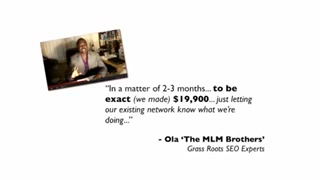 “In a matter of 2-3 months... to be
exact (we made) $19,900... just letting
our existing network know what we’re
doing...”
- Ola ‘The MLM Brothers’
Grass Roots SEO Experts